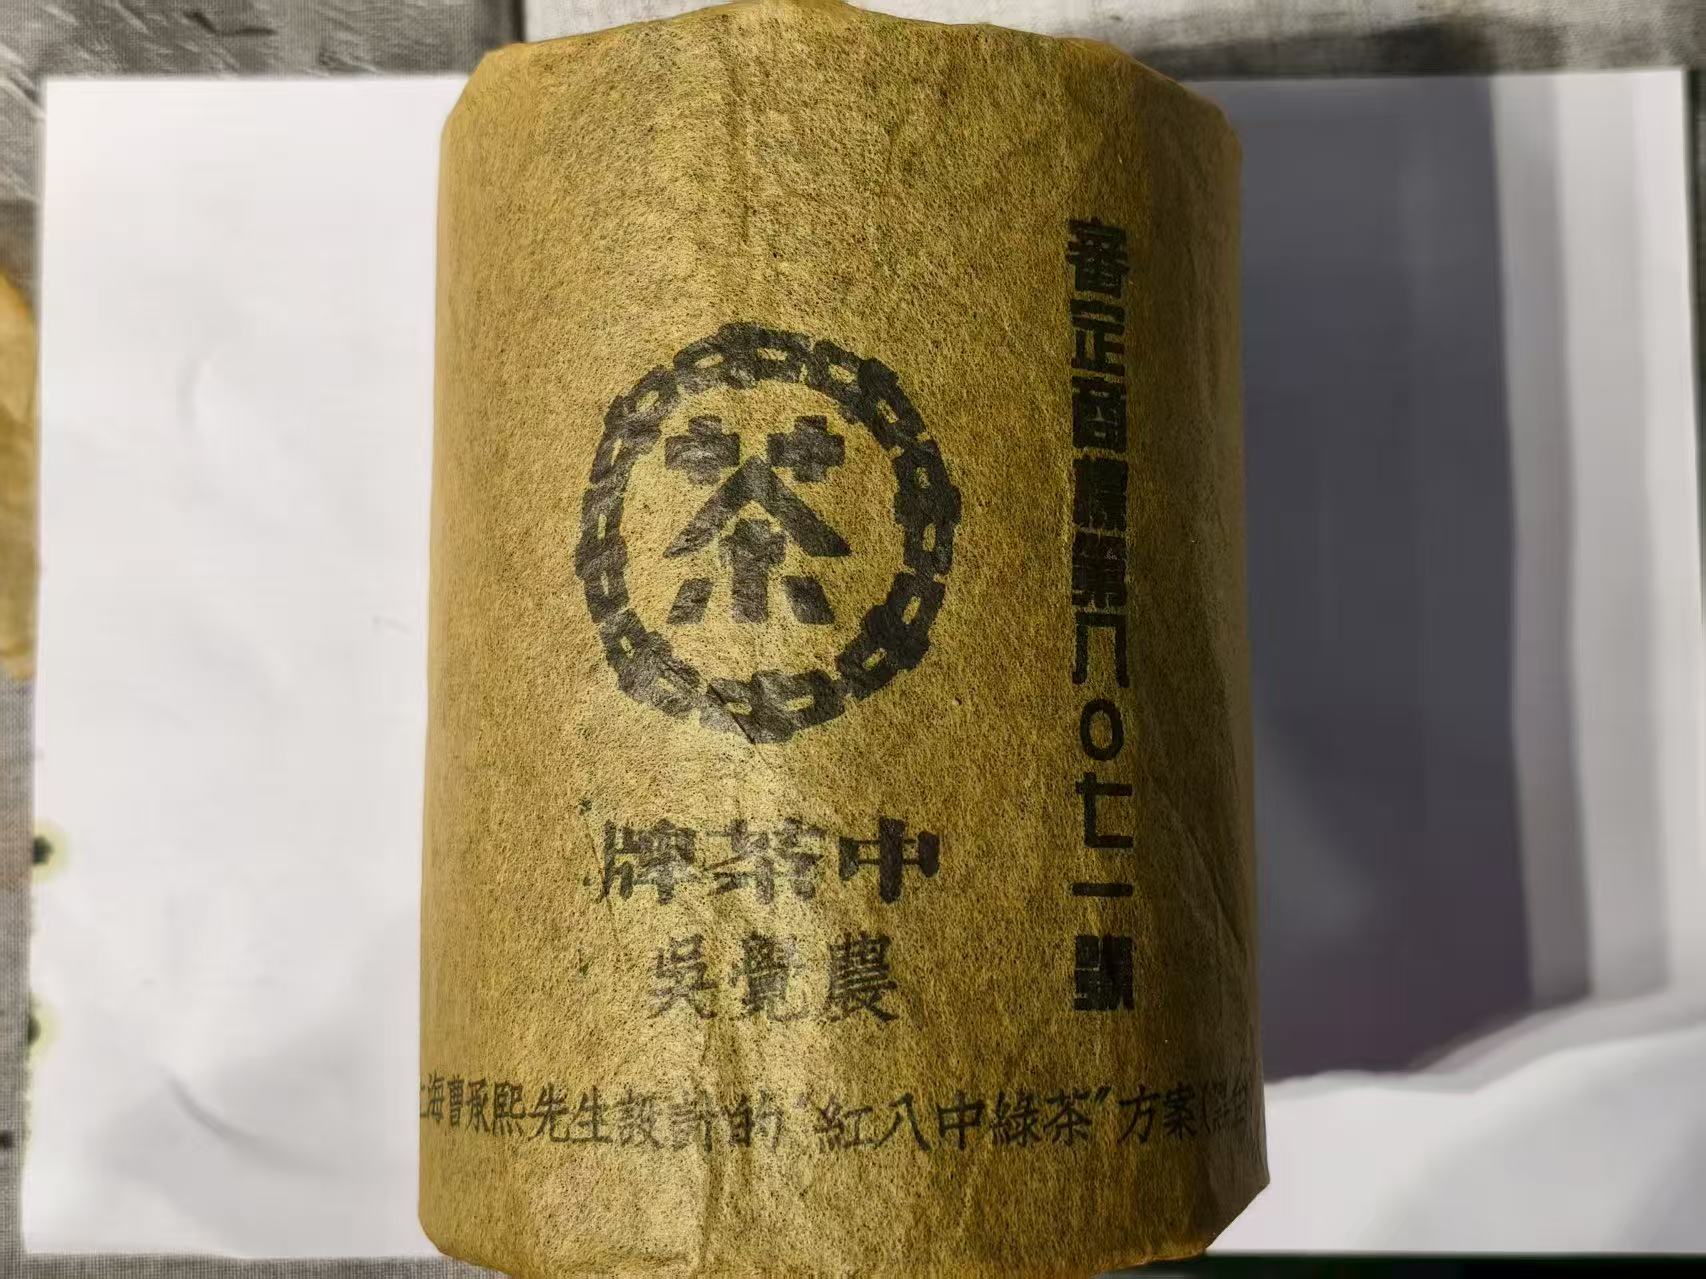 茶
審定商標第八〇七一號
中茶牌
吳覺農
上海曹承熙先生設計的“紅八中綠茶”方案(